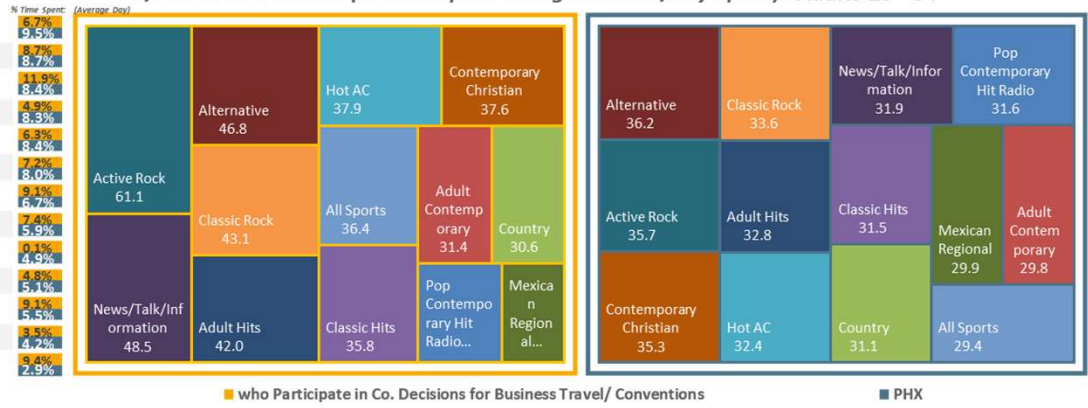 % Time Spent: (Average Day)
6.7%
9.5%
8.7%
8.7%
11.9%
8.4%
4.9%
8.3%
6.3%
8.4%
7.2%
8.0%
9.1%
6.7%
7.4%
5.9%
0.1%
4.9%
4.8%
5.1%
9.1%
5.5%
3.5%
4.2%
9.4%
2.9%
Active Rock
61.1
News/Talk/Inf
ormation
48.5
Alternative
46.8
Classic Rock
43.1
Adult Hits
42.0
Hot AC
37.9
Contemporary
Christian
37.6
All Sports
36.4
Classic Hits
35.8
Adult
Contemp
orary
31.4
Country
30.6
Pop
Contempo
rary Hit
Radio...
Mexica
n
Region
al...
Alternative
36.2
Active Rock
35.7
Contemporary
Christian
35.3
Classic Rock
33.6
Adult Hits
32.8
Hot AC
32.4
News/Talk/Infor
mation
31.9
Pop
Contemporary
Hit Radio
31.6
Classic Hits
31.5
Country
31.1
Mexican
Regional
29.9
Adult
Contem
porary
29.8
All Sports
29.4
who Participate in Co. Decisions for Business Travel/ Conventions
PHX